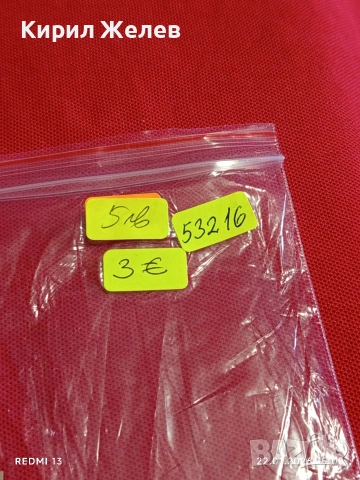 Кирил Желев
5лв
53216
3 €
REDMI 13